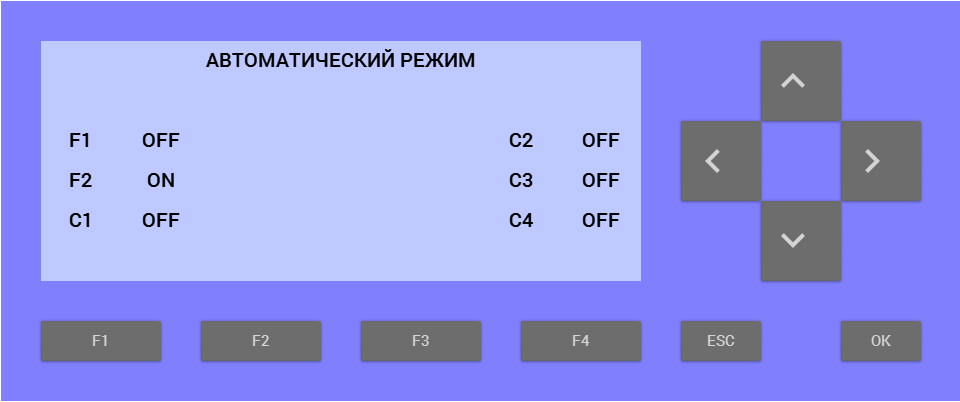 АВТОМАТИЧЕСКИЙ РЕЖИМ
F1 OFF C2 OFF
F2 ON C3 OFF
C1 OFF C4 OFF
F1 F2 F3 F4 ESC OK